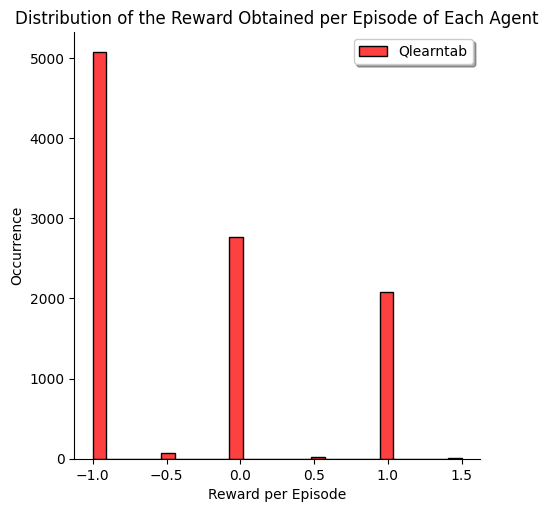 Distribution of the Reward Obtained per Episode of Each Agent
Qlearntab
5000
4000
3000
2000
1000
0
Occurrence
−1.0 −0.5 0.0 0.5 1.0 1.5
Reward per Episode